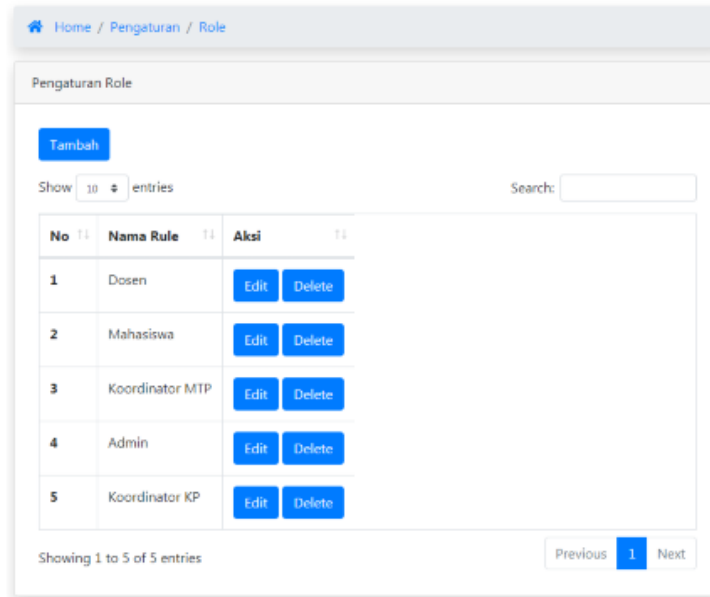 Home / Pengaturan / Role
Pengaturan Role
Tambah
Show 10 entries Search:
No Nama Rule Aksi
1 Dosen Edit Delete
2 Mahasiswa Edit Delete
3 Koordinator MTP Edit Delete
4 Admin Edit Delete
5 Koordinator KP Edit Delete
Showing 1 to 5 of 5 entries Previous 1 Next